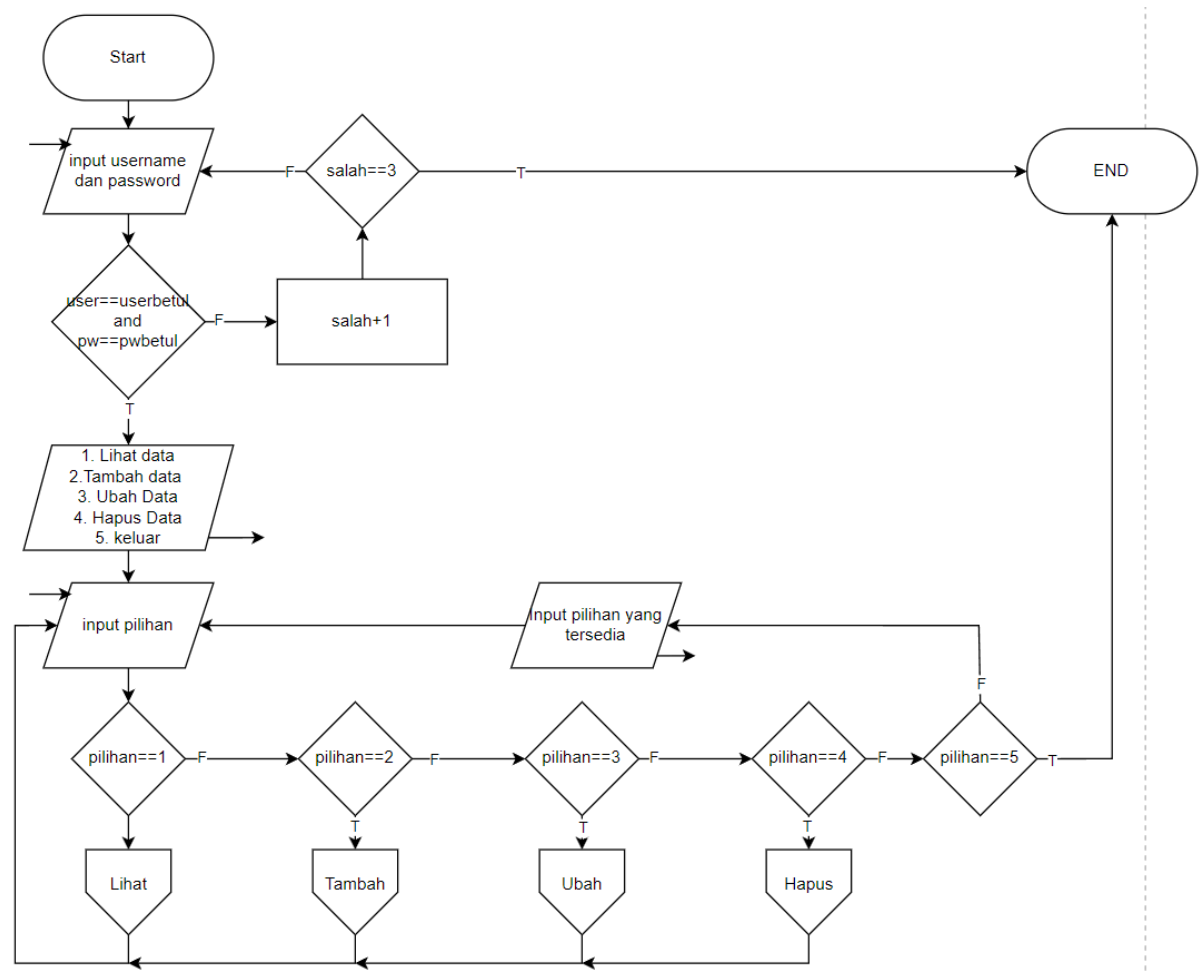 Start
input username
dan password
F
salah==3
T
END
user==userbetul
and
pw==pwbetul
F
salah+1
T
1. Lihat data
2.Tambah data
3. Ubah Data
4. Hapus Data
5. keluar
input pilihan
Input pilihan yang
tersedia
F
pilihan==1
F
pilihan==2
F
pilihan==3
F
pilihan==4
F
pilihan==5
T
T
T
T
Lihat
Tambah
Ubah
Hapus